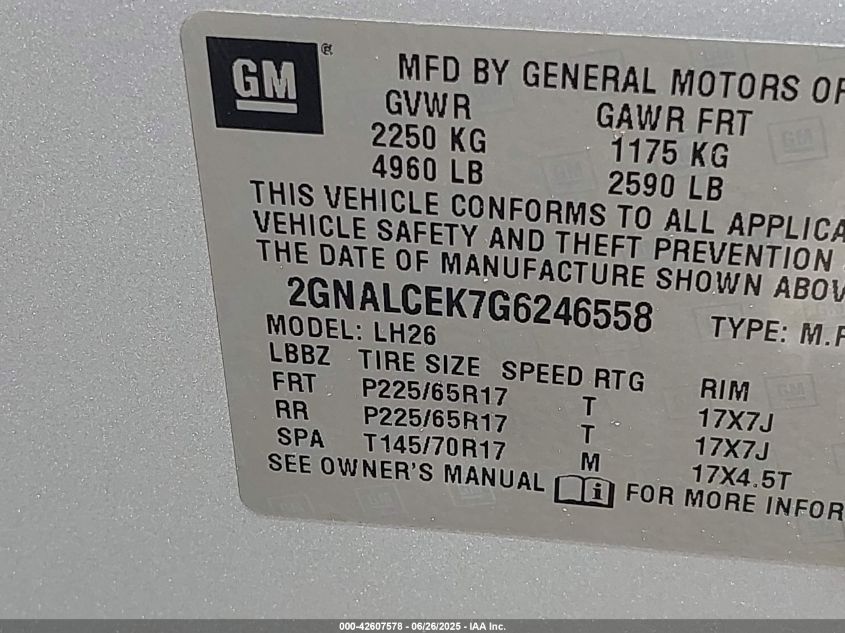 GM ® MFD BY GENERAL MOTORS OF
GVWR GAWR FRT
2250 KG 1175 KG
4960 LB 2590 LB
THIS VEHICLE CONFORMS TO ALL APPLICA
VEHICLE SAFETY AND THEFT PREVENTION
THE DATE OF MANUFACTURE SHOWN ABOV
2GNALCEK7G6246558 TYPE: M.P
MODEL: LH26
LBBZ TIRE SIZE SPEED RTG RIM
FRT P225/65R17 T 17X7J
RR P225/65R17 T 17X7J
SPA T145/70R17 M 17X4.5T
SEE OWNER'S MANUAL FOR MORE INFOR
000-42607578 - 06/26/2025 - IAA Inc.